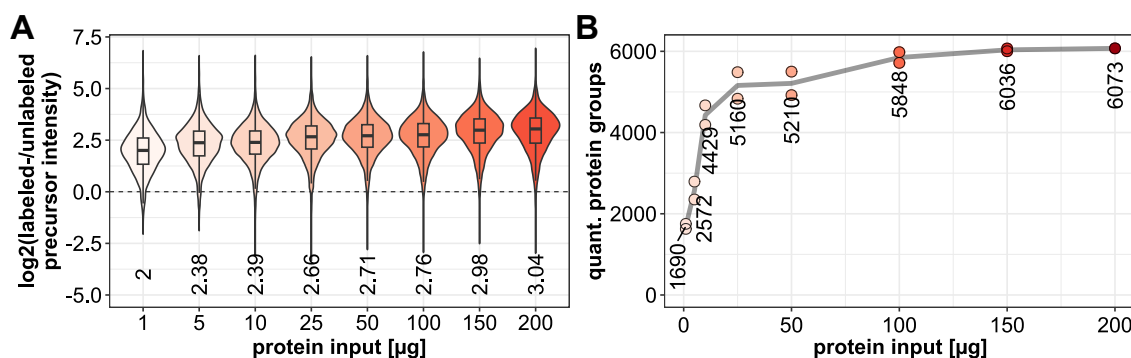 A
log2(labeled-/unlabeled
precursor intensity)
7.5
5.0
2.5
0.0
-2.5
-5.0
2
2.38
2.39
2.66
2.71
2.76
2.98
3.04
1 5 10 25 50 100 150 200
protein input [µg]
B
quant. protein groups
6000
4000
2000
0
1690
2572
4429
5160
5210
5848
6036
6073
0 50 100 150 200
protein input [µg]